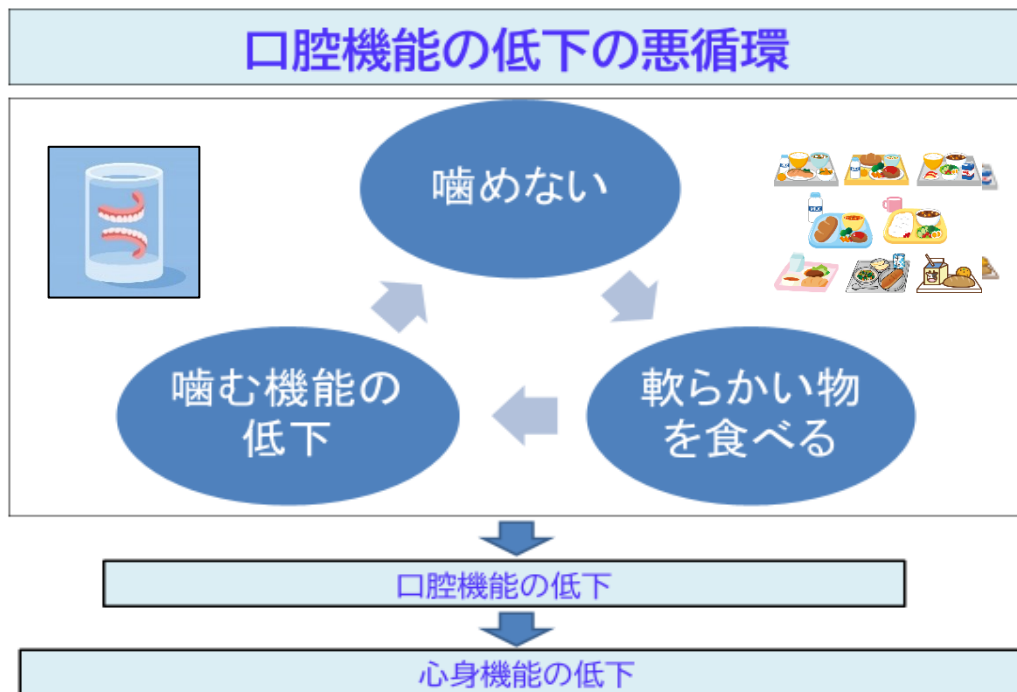 口腔機能の低下の悪循環
噛めない
軟らかい物
を食べる
噛む機能の
低下
口腔機能の低下
心身機能の低下